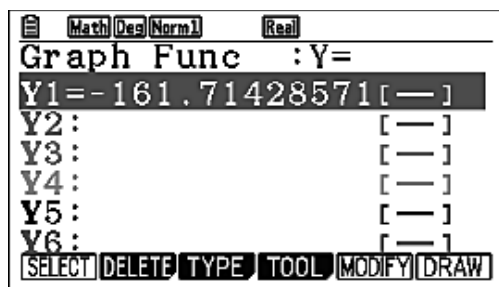 Math Deg Norm1 Real
Graph Func :Y=
Y1=-161.71428571[—]
Y2: [—]
Y3: [—]
Y4: [—]
Y5: [—]
Y6: [—]
SELECT DELETE TYPE TOOL MODIFY DRAW